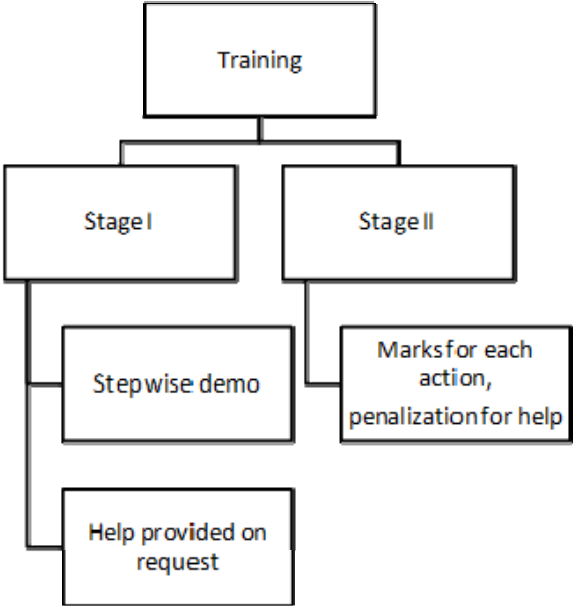 Training
Stage I
Stage II
Stepwise demo
Marks for each
action,
penalization for help
Help provided on
request